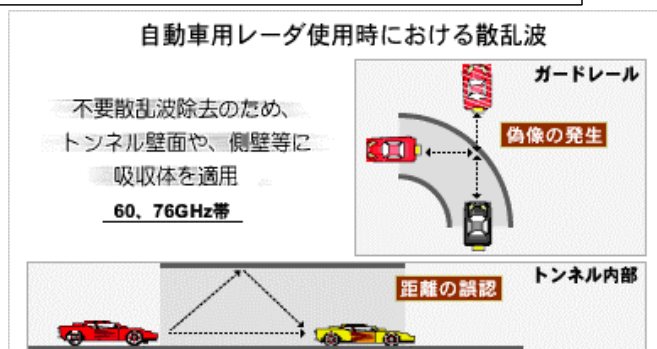 自動車用レーダ使用時における散乱波
不要散乱波除去のため、
トンネル壁面や、側壁等に
吸収体を適用
60、76GHz帯
ガードレール
偽像の発生
トンネル内部
距離の誤認